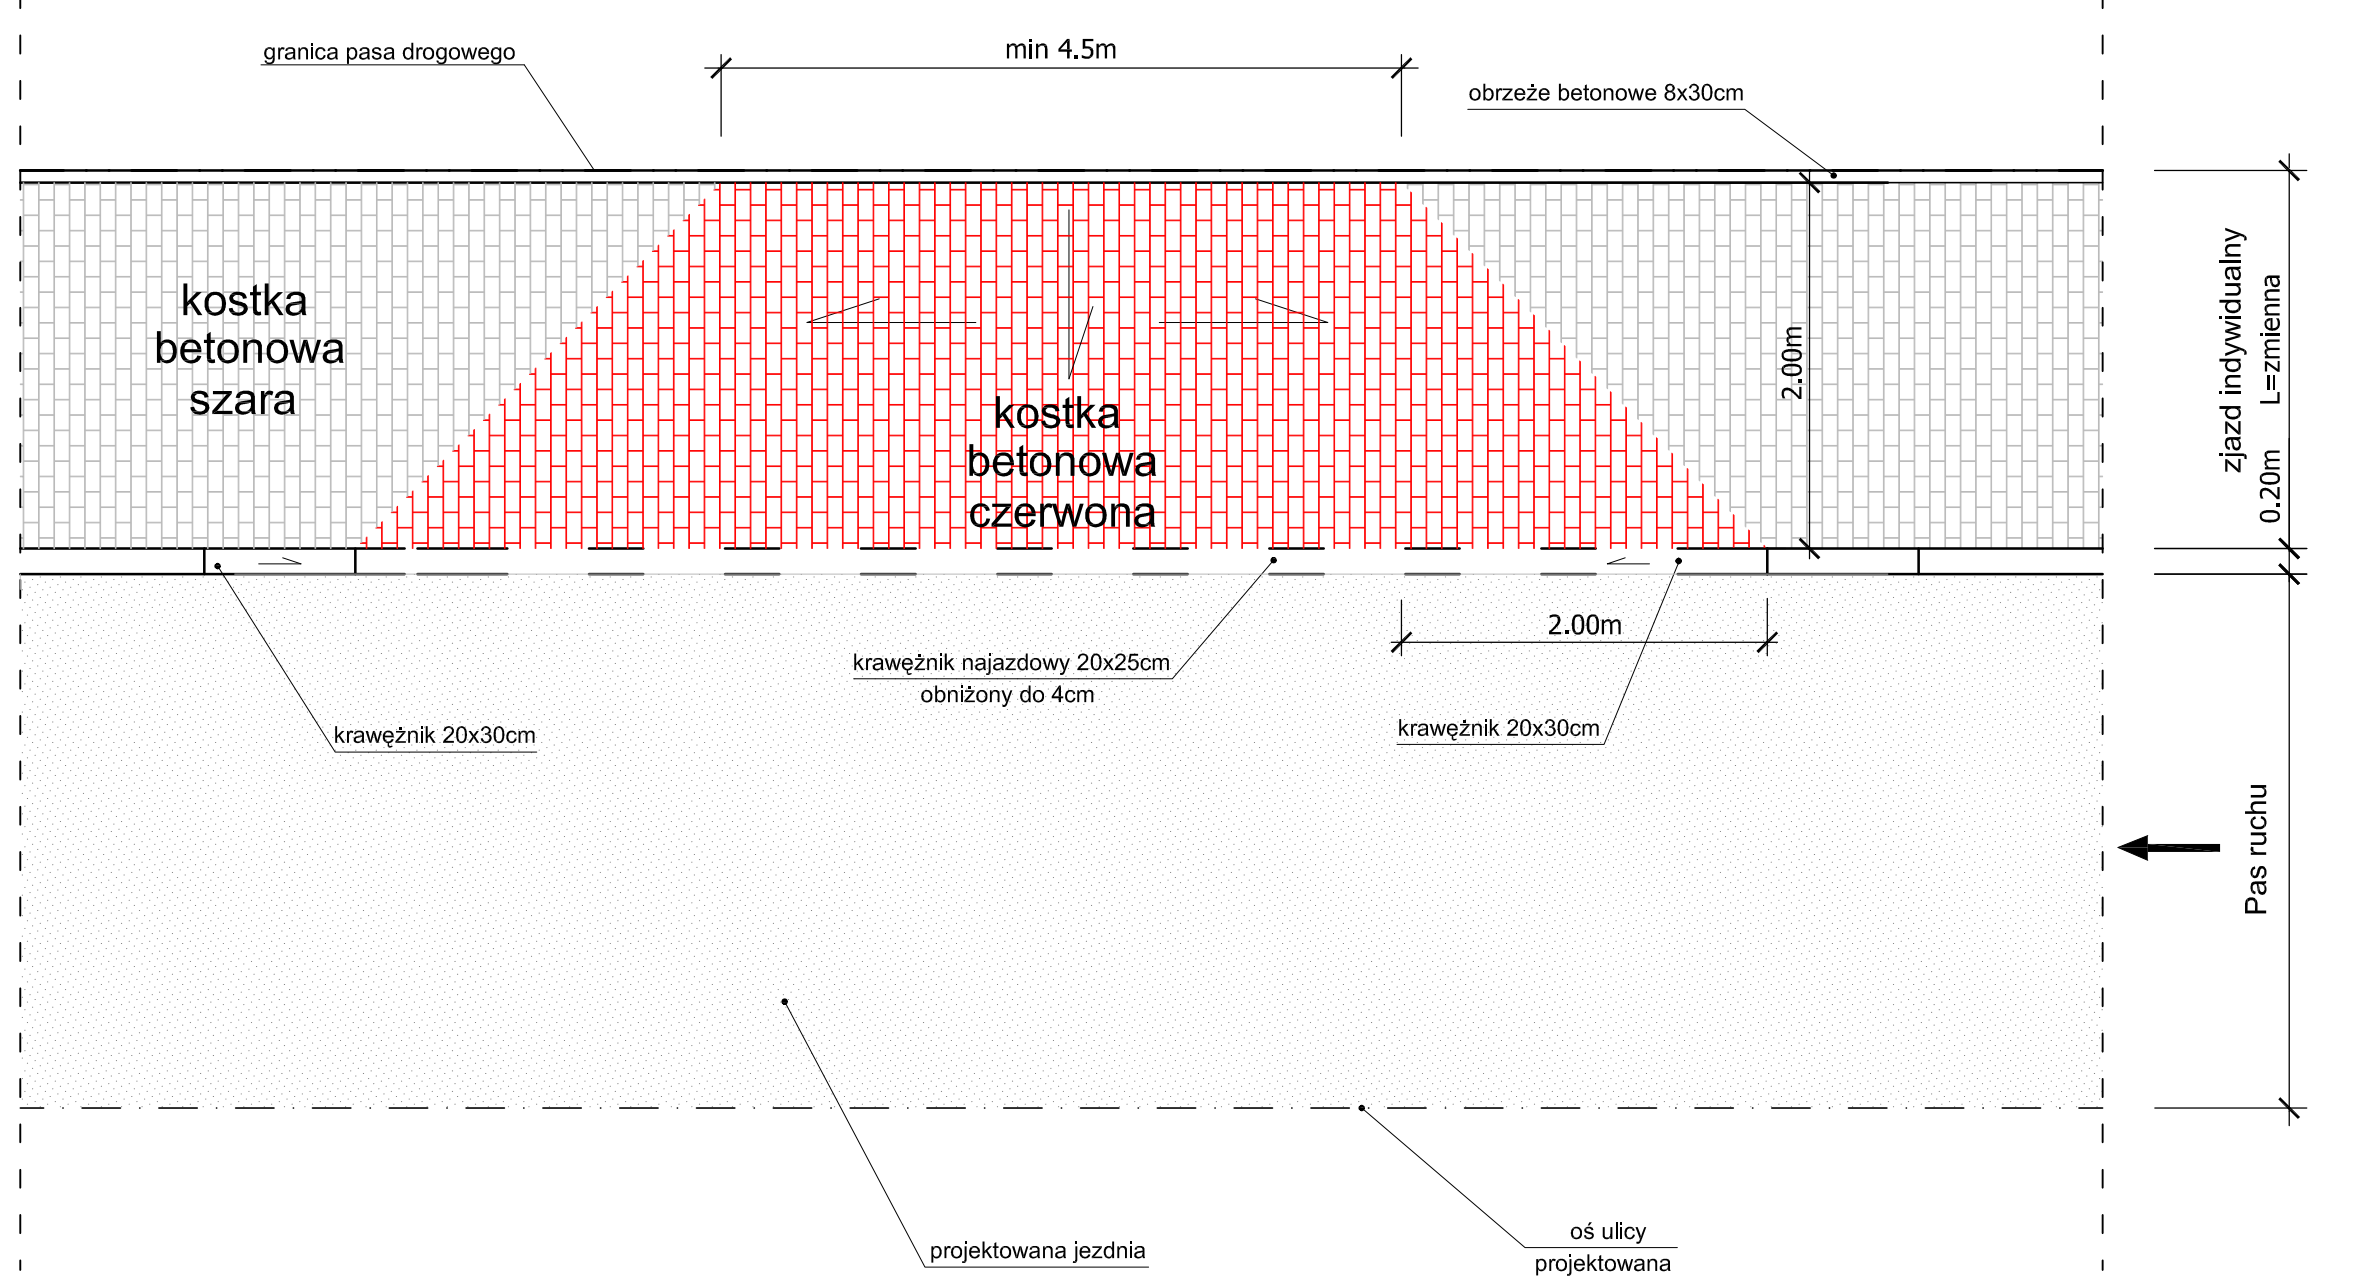 min 4.5m
granica pasa drogowego
obrzeże betonowe 8x30cm
kostka
betonowa
szara
kostka
betonowa
czerwona
2.00m
zjazd indywidualny
L=zmienna
0.20m
2.00m
krawężnik najazdowy 20x25cm
obniżony do 4cm
krawężnik 20x30cm
krawężnik 20x30cm
Pas ruchu
projektowana jezdnia
oś ulicy
projektowana